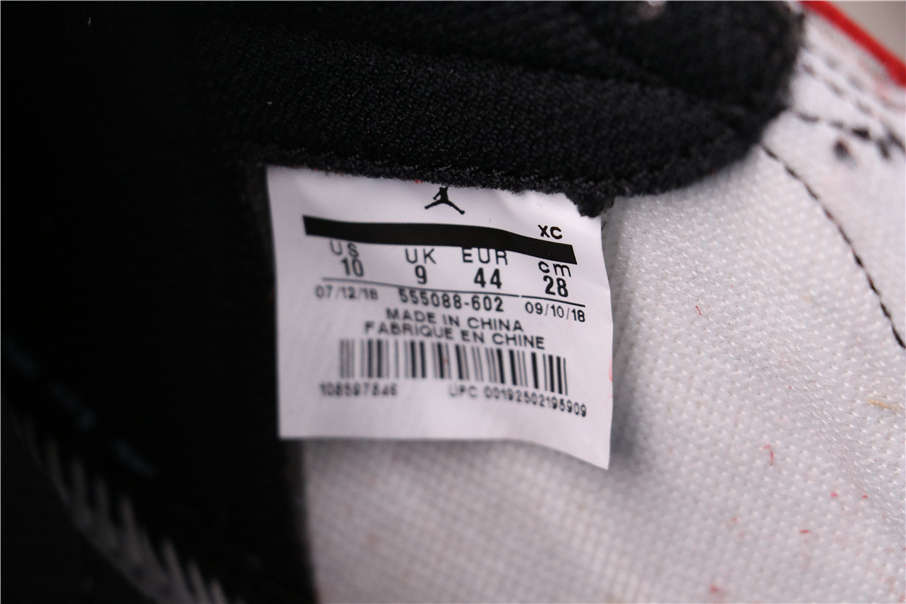 XC
US UK EUR cm
10 9 44 28
07/12/18 555088-602 09/10/18
MADE IN CHINA
FABRIQUE EN CHINE
108597846 UPC 00192502195909